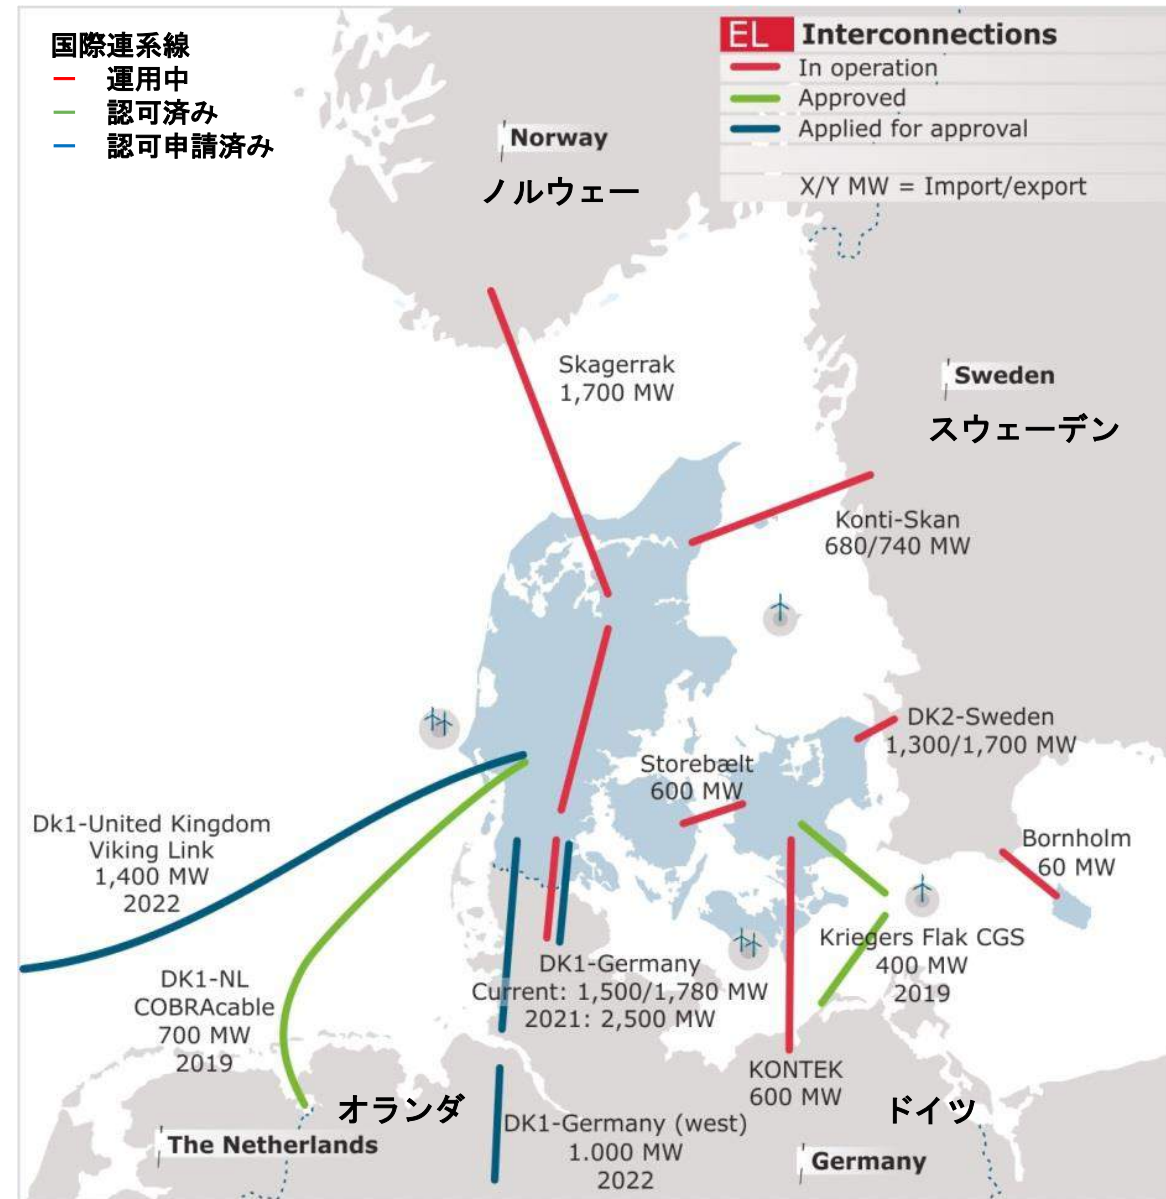 国際連系線
運用中
認可済み
認可申請済み
EL Interconnections
In operation
Approved
Applied for approval
X/Y MW = Import/export
Norway
ノルウェー
Skagerrak
1,700 MW
Sweden
スウェーデン
Konti-Skan
680/740 MW
DK2-Sweden
1,300/1,700 MW
Storebælt
600 MW
Dk1-United Kingdom
Viking Link
1,400 MW
2022
Bornholm
60 MW
Kriegers Flak CGS
400 MW
2019
DK1-Germany
Current: 1,500/1,780 MW
2021: 2,500 MW
DK1-NL
COBRAcable
700 MW
2019
KONTEK
600 MW
オランダ
ドイツ
The Netherlands
DK1-Germany (west)
1.000 MW
2022
Germany